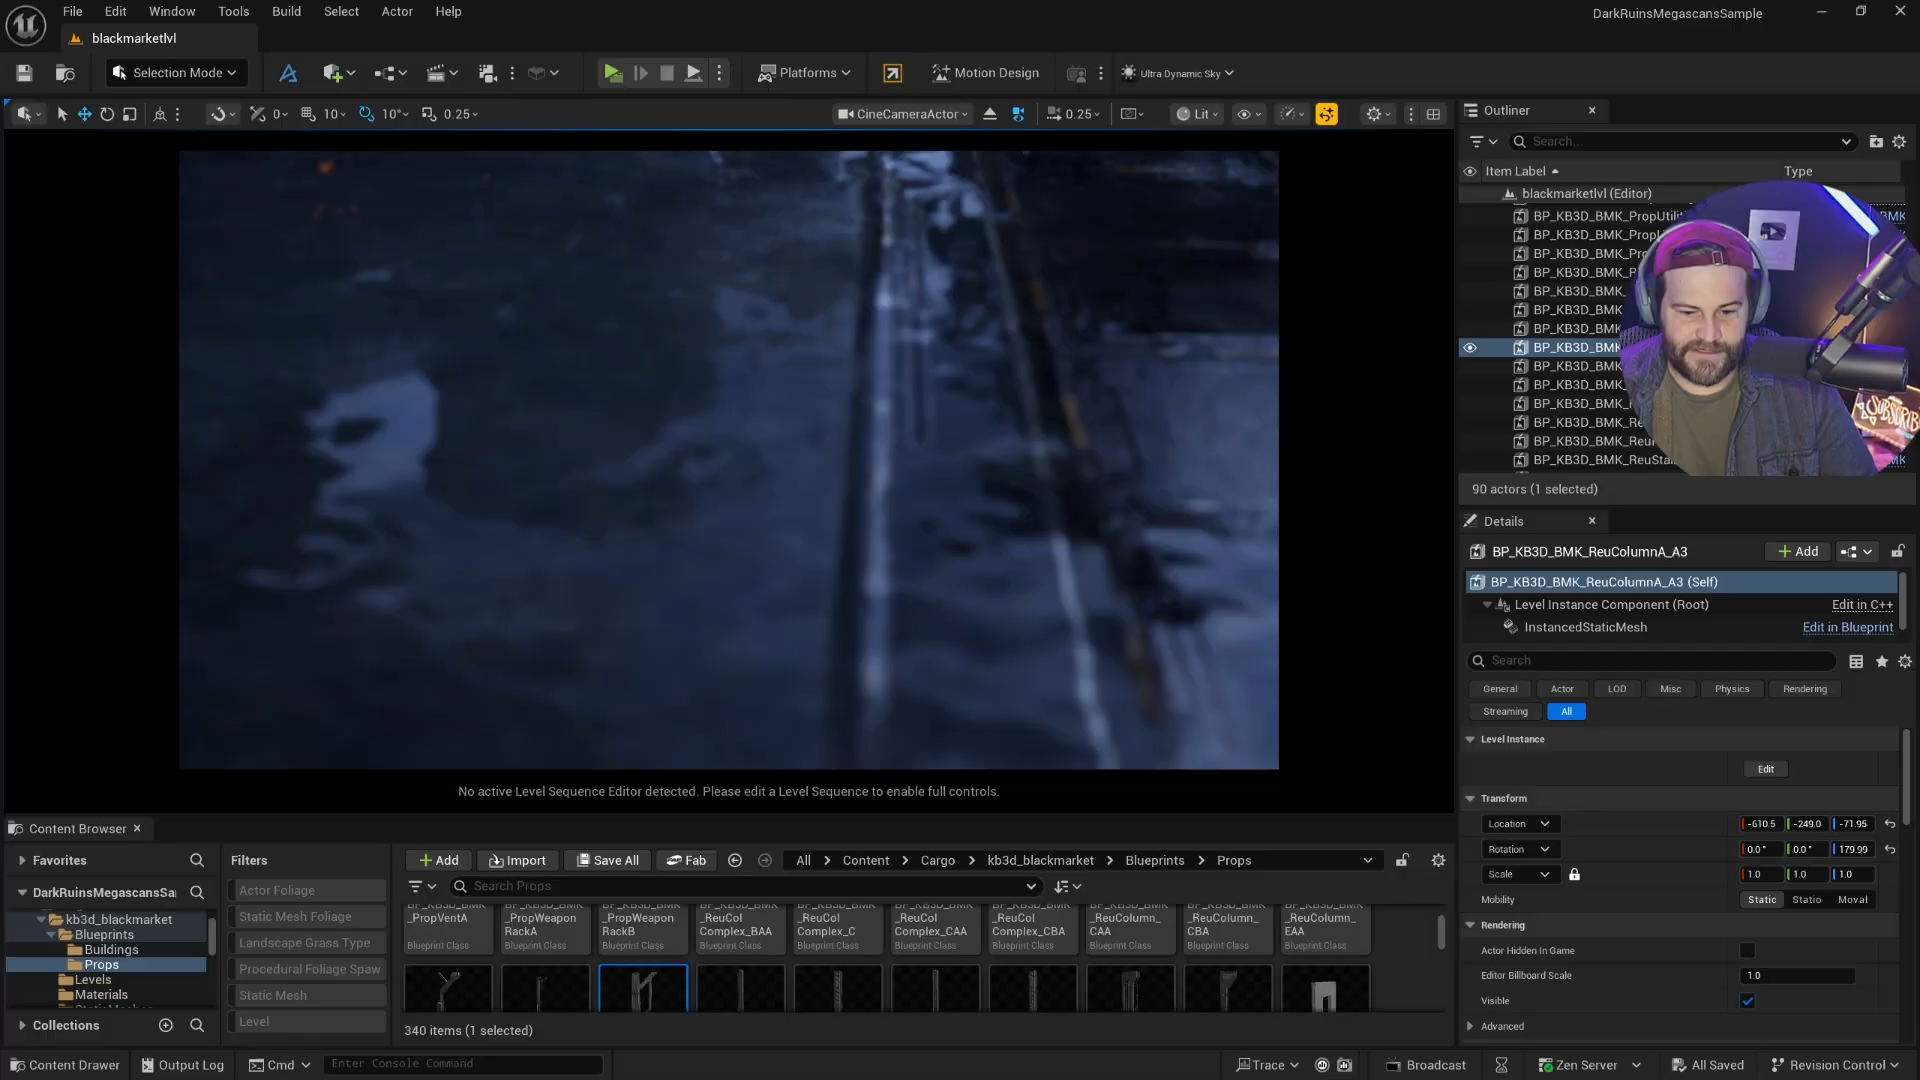 File Edit Window Tools Build Select Actor Help
DarkRuinsMegascansSample
blackmarketlvl
Selection Mode
Platforms
Motion Design
Ultra Dynamic Sky
0
10
10°
0.25
CineCameraActor
0.25
Lit
Outliner
Search...
Item Label
Type
blackmarketlvl (Editor)
BP_KB3D_BMK_PropUtili
BMK
BP_KB3D_BMK_Prop
BP_KB3D_BMK_Pro
BP_KB3D_BMK_
BP_KB3D_BMK_
BP_KB3D_BMK_
BP_KB3D_BMK
BP_KB3D_BMK
BP_KB3D_BMK
BP_KB3D_BMK_
BP_KB3D_BMK_
BP_KB3D_BMK_Re
BP_KB3D_BMK_Reu
BP_KB3D_BMK_ReuSta
MK
SUBSCRIBE
90 actors (1 selected)
Details
BP_KB3D_BMK_ReuColumnA_A3
Add
BP_KB3D_BMK_ReuColumnA_A3 (Self)
Level Instance Component (Root)
Edit in C++
InstancedStaticMesh
Edit in Blueprint
Search
General Actor LOD Misc Physics Rendering
Streaming All
Level Instance
Edit
Transform
Location -610.5 -249.0 -71.95
Rotation 0.0° 0.0° 179.99
Scale 1.0 1.0 1.0
Mobility Static Statio Moval
Rendering
Actor Hidden In Game
Editor Billboard Scale 1.0
Visible
Advanced
No active Level Sequence Editor detected. Please edit a Level Sequence to enable full controls.
Content Browser
Favorites
DarkRuinsMegascansSa
kb3d_blackmarket
Blueprints
Buildings
Props
Levels
Materials
Collections
Filters
Actor Foliage
Static Mesh Foliage
Landscape Grass Type
Procedural Foliage Spaw
Static Mesh
Level
Add Import Save All Fab All Content Cargo kb3d_blackmarket Blueprints Props
Search Props
_PropVentA
Blueprint Class
_PropWeapon
RackA
Blueprint Class
_PropWeapon
RackB
Blueprint Class
_ReuCol
Complex_BAA
Blueprint Class
_ReuCol
Complex_C
Blueprint Class
_ReuCol
Complex_CAA
Blueprint Class
_ReuCol
Complex_CBA
Blueprint Class
_ReuColumn_
CAA
Blueprint Class
_ReuColumn_
CBA
Blueprint Class
_ReuColumn_
EAA
Blueprint Class
340 items (1 selected)
Content Drawer Output Log Cmd Enter Console Command Trace Broadcast Zen Server All Saved Revision Control